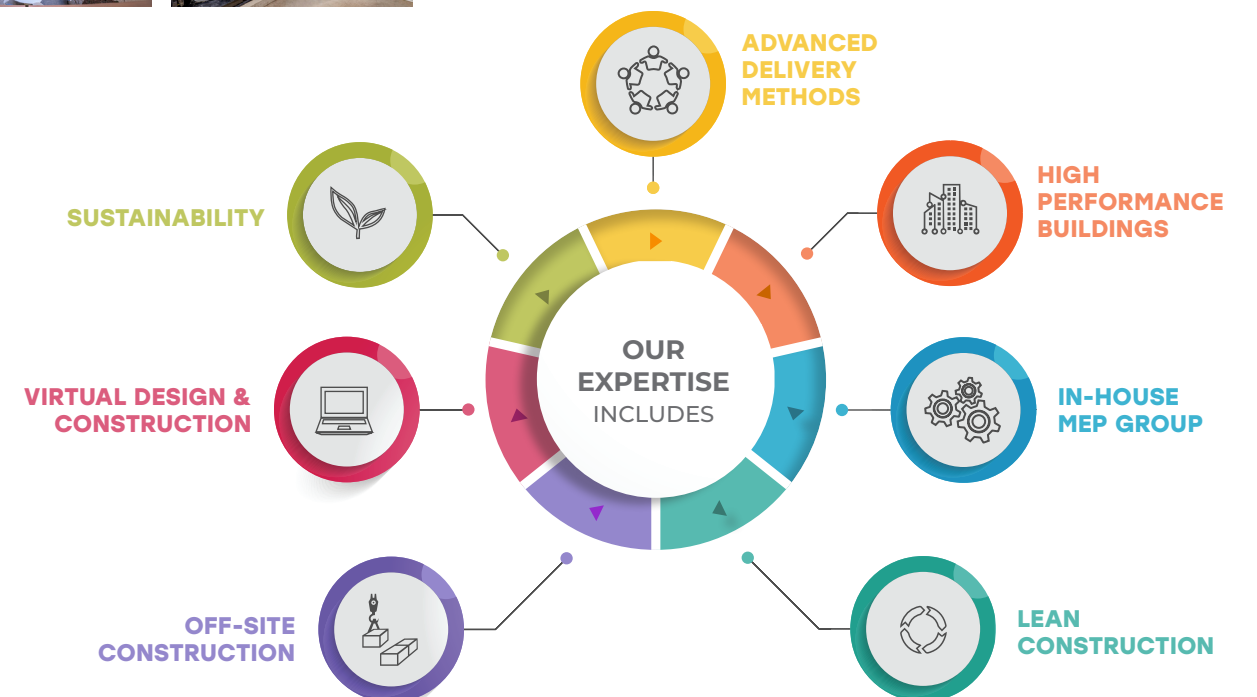 ADVANCED
DELIVERY
METHODS
HIGH
PERFORMANCE
BUILDINGS
SUSTAINABILITY
OUR
EXPERTISE
INCLUDES
VIRTUAL DESIGN &
CONSTRUCTION
IN-HOUSE
MEP GROUP
OFF-SITE
CONSTRUCTION
LEAN
CONSTRUCTION